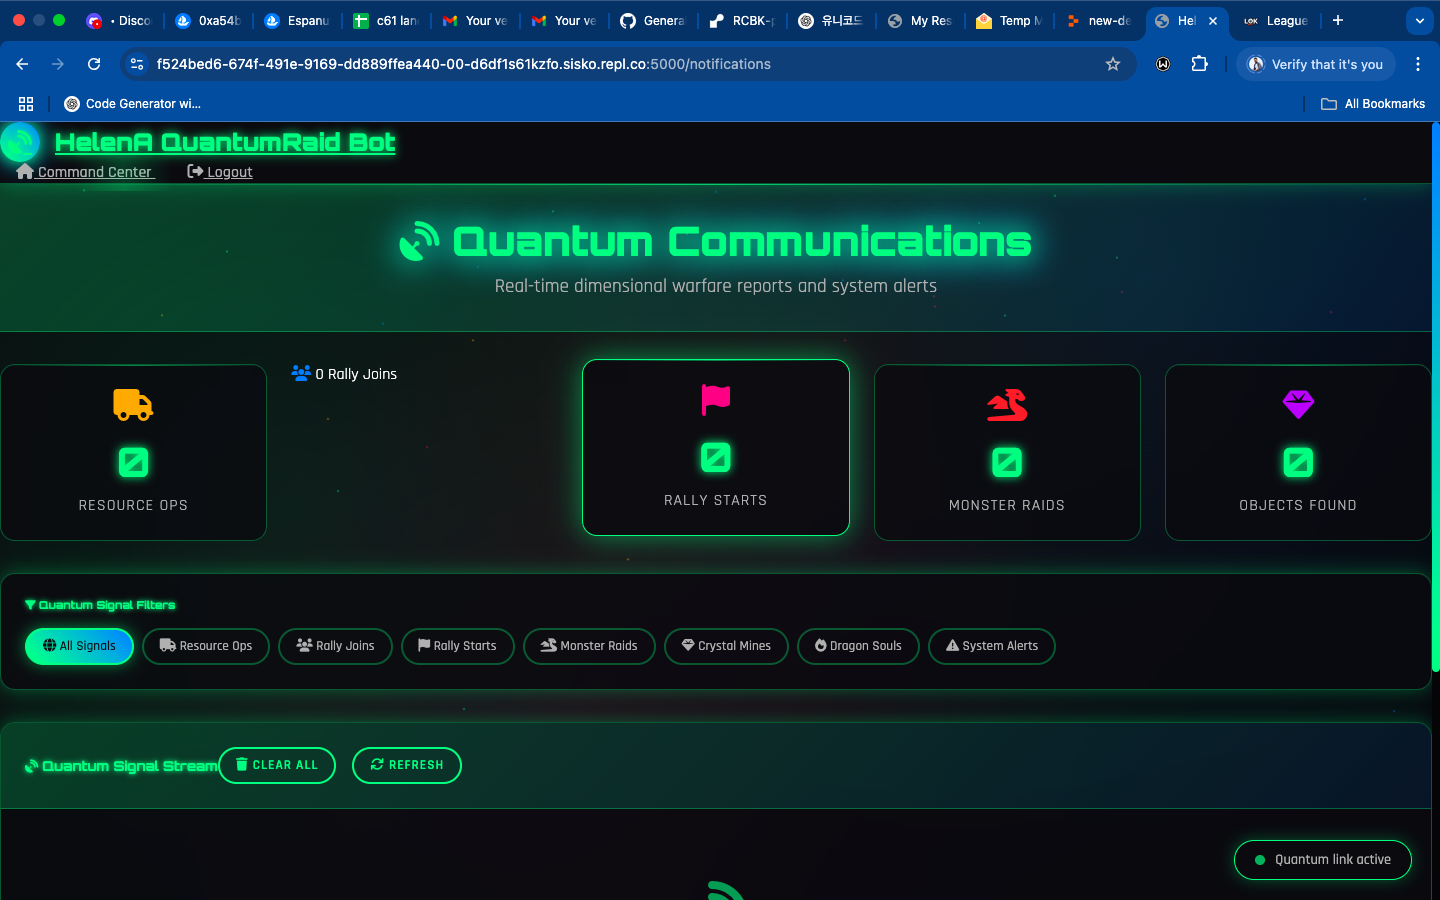 Disco
0xa54b
Espanu
c61 lan
Your ve
Your ve
Genera
RCBK-p
유니코드
My Res
Temp M
new-de
Hel
League
f524bed6-674f-491e-9169-dd889ffea440-00-d6df1s61kzfo.sisko.repl.co:5000/notifications
Verify that it's you
Code Generator wi...
All Bookmarks
HelenA QuantumRaid Bot
Command Center
Logout
Quantum Communications
Real-time dimensional warfare reports and system alerts
0
RESOURCE OPS
0 Rally Joins
0
RALLY STARTS
0
MONSTER RAIDS
0
OBJECTS FOUND
Quantum Signal Filters
All Signals
Resource Ops
Rally Joins
Rally Starts
Monster Raids
Crystal Mines
Dragon Souls
System Alerts
Quantum Signal Stream
CLEAR ALL
REFRESH
Quantum link active